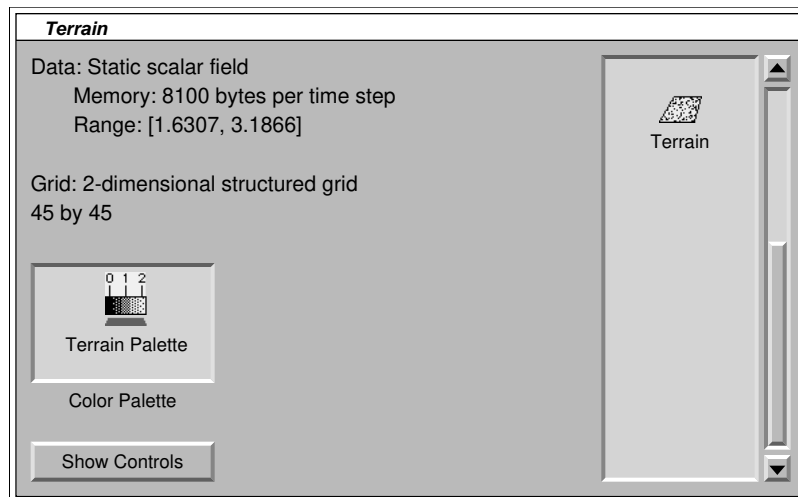 Terrain
Data: Static scalar field
Memory: 8100 bytes per time step
Range: [1.6307, 3.1866]
Terrain
Grid: 2-dimensional structured grid
45 by 45
0 1 2
Terrain Palette
Color Palette
Show Controls